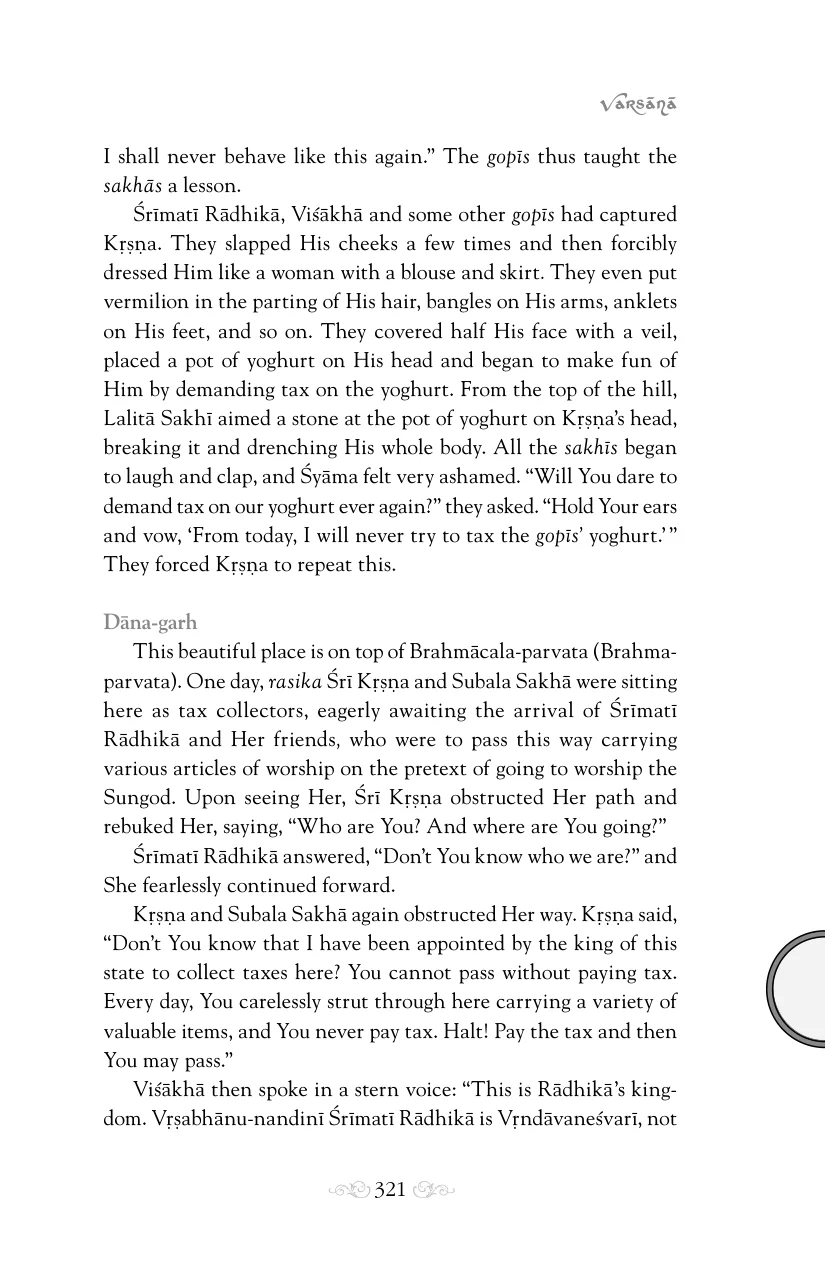 Varsānā
I shall never behave like this again.” The gopīs thus taught the
sakhās a lesson.
Śrīmatī Rādhikā, Viśākhā and some other gopīs had captured
Kṛṣṇa. They slapped His cheeks a few times and then forcibly
dressed Him like a woman with a blouse and skirt. They even put
vermilion in the parting of His hair, bangles on His arms, anklets
on His feet, and so on. They covered half His face with a veil,
placed a pot of yoghurt on His head and began to make fun of
Him by demanding tax on the yoghurt. From the top of the hill,
Lalitā Sakhī aimed a stone at the pot of yoghurt on Kṛṣṇa’s head,
breaking it and drenching His whole body. All the sakhīs began
to laugh and clap, and Śyāma felt very ashamed. “Will You dare to
demand tax on our yoghurt ever again?” they asked. “Hold Your ears
and vow, ‘From today, I will never try to tax the gopīs’ yoghurt.’ ”
They forced Kṛṣṇa to repeat this.
Dāna-garh
This beautiful place is on top of Brahmācala-parvata (Brahma-
parvata). One day, rasika Śrī Kṛṣṇa and Subala Sakhā were sitting
here as tax collectors, eagerly awaiting the arrival of Śrīmatī
Rādhikā and Her friends, who were to pass this way carrying
various articles of worship on the pretext of going to worship the
Sungod. Upon seeing Her, Śrī Kṛṣṇa obstructed Her path and
rebuked Her, saying, “Who are You? And where are You going?”
Śrīmatī Rādhikā answered, “Don’t You know who we are?” and
She fearlessly continued forward.
Kṛṣṇa and Subala Sakhā again obstructed Her way. Kṛṣṇa said,
“Don’t You know that I have been appointed by the king of this
state to collect taxes here? You cannot pass without paying tax.
Every day, You carelessly strut through here carrying a variety of
valuable items, and You never pay tax. Halt! Pay the tax and then
You may pass.”
Viśākhā then spoke in a stern voice: “This is Rādhikā’s king-
dom. Vṛṣabhānu-nandinī Śrīmatī Rādhikā is Vṛndāvaneśvarī, not
321